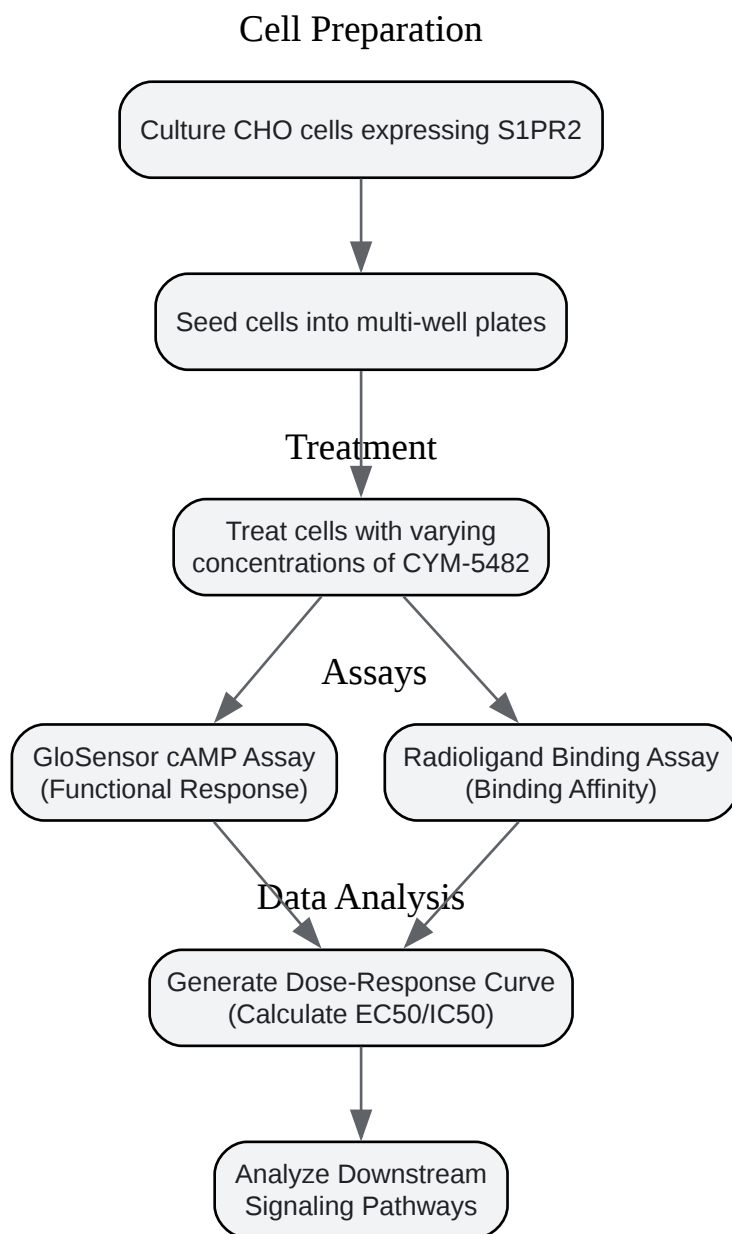 Cell Preparation
Culture CHO cells expressing S1PR2
Seed cells into multi-well plates
Treatment
Treat cells with varying
concentrations of CYM-5482
Assays
GloSensor cAMP Assay
(Functional Response)
Radioligand Binding Assay
(Binding Affinity)
Data Analysis
Generate Dose-Response Curve
(Calculate EC50/IC50)
Analyze Downstream
Signaling Pathways